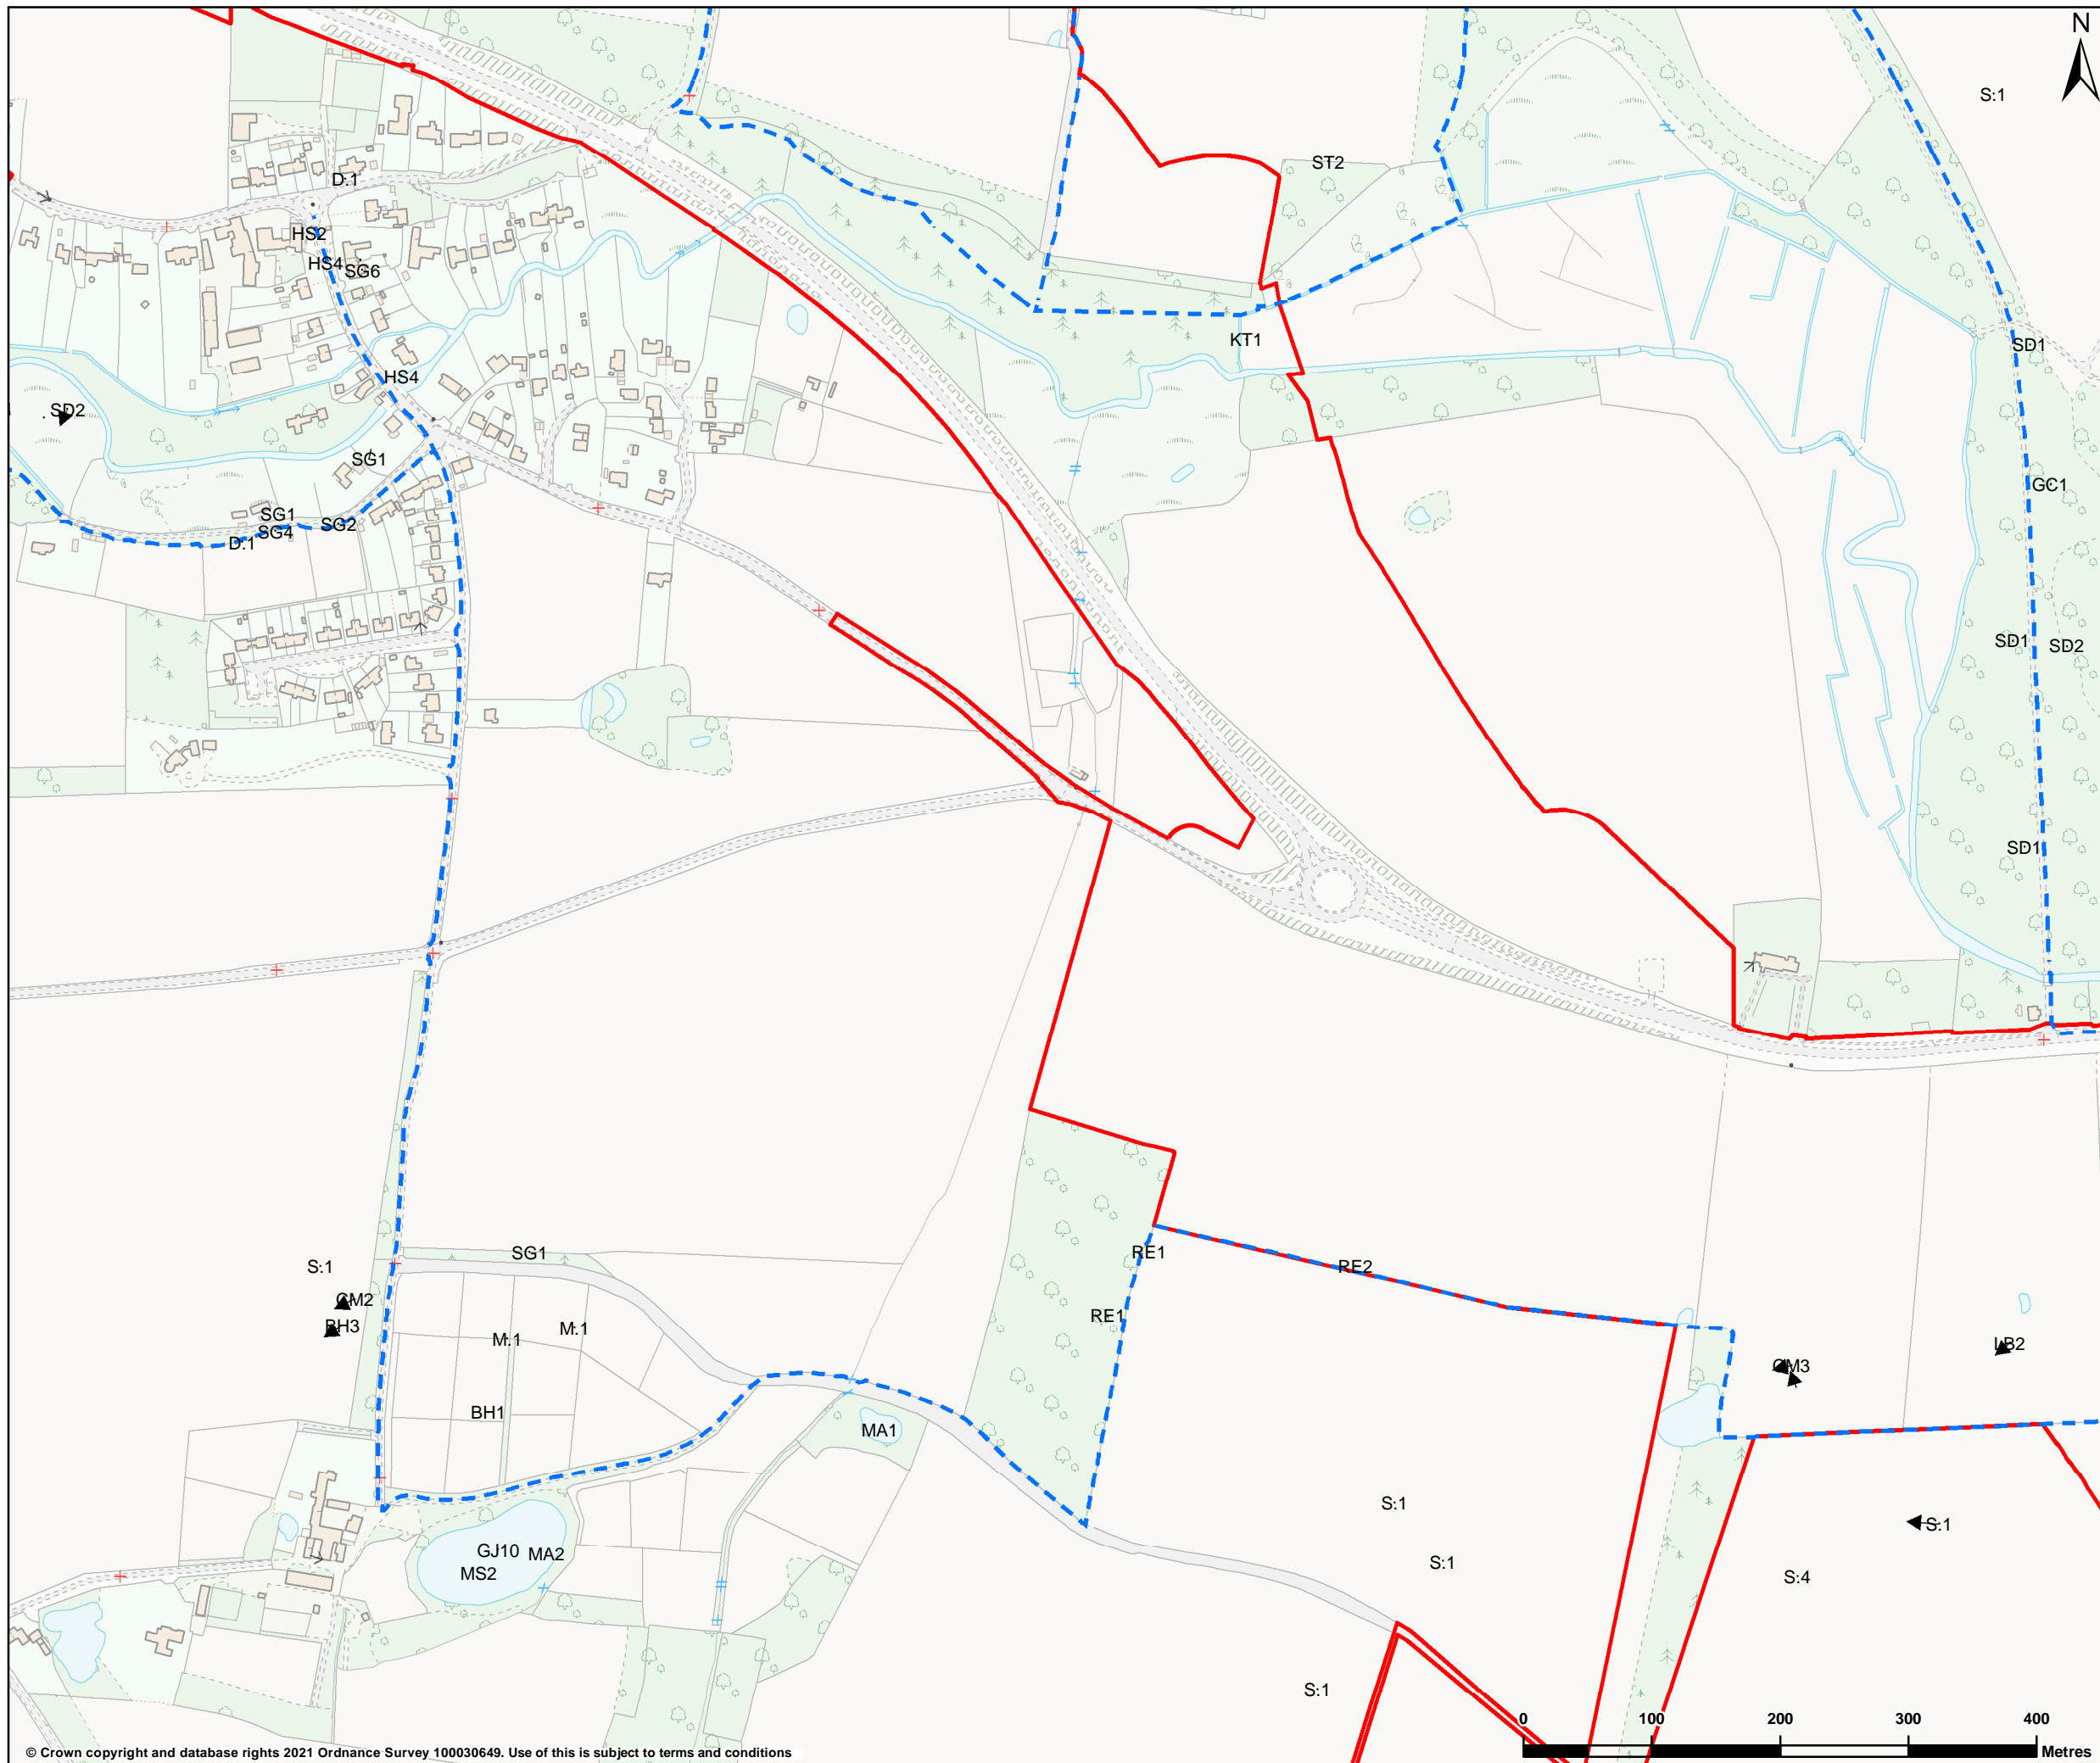 N
S:1
ST2
D:1
HS2
HS4
SG6
KT1
SD1
HS4
SD2
SG1
GC1
SG1
SG4
SG2
D:1
SD1
SD2
SD1
SG1
RE1
S:1
RE2
CM2
RE1
BH3
M:1
M:1
LB2
CM3
BH1
MA1
S:1
S:1
GJ10
MA2
S:1
MS2
S:4
S:1
0 100 200 300 400
Metres
© Crown copyright and database rights 2021 Ordnance Survey 100030649. Use of this is subject to terms and conditions